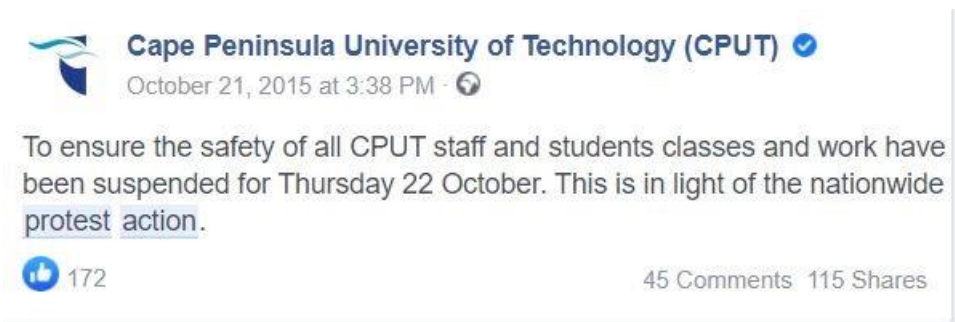 Cape Peninsula University of Technology (CPUT)
October 21, 2015 at 3:38 PM ·
To ensure the safety of all CPUT staff and students classes and work have
been suspended for Thursday 22 October. This is in light of the nationwide
protest action.
172
45 Comments 115 Shares